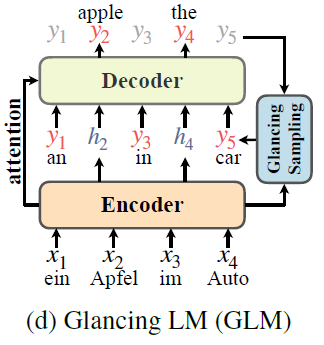 apple the
y1 y2 y3 y4 y5
Decoder
attention
Glancing
Sampling
y1 h2 y3 h4 y5
an in car
Encoder
x1 x2 x3 x4
ein Apfel im Auto
(d) Glancing LM (GLM)